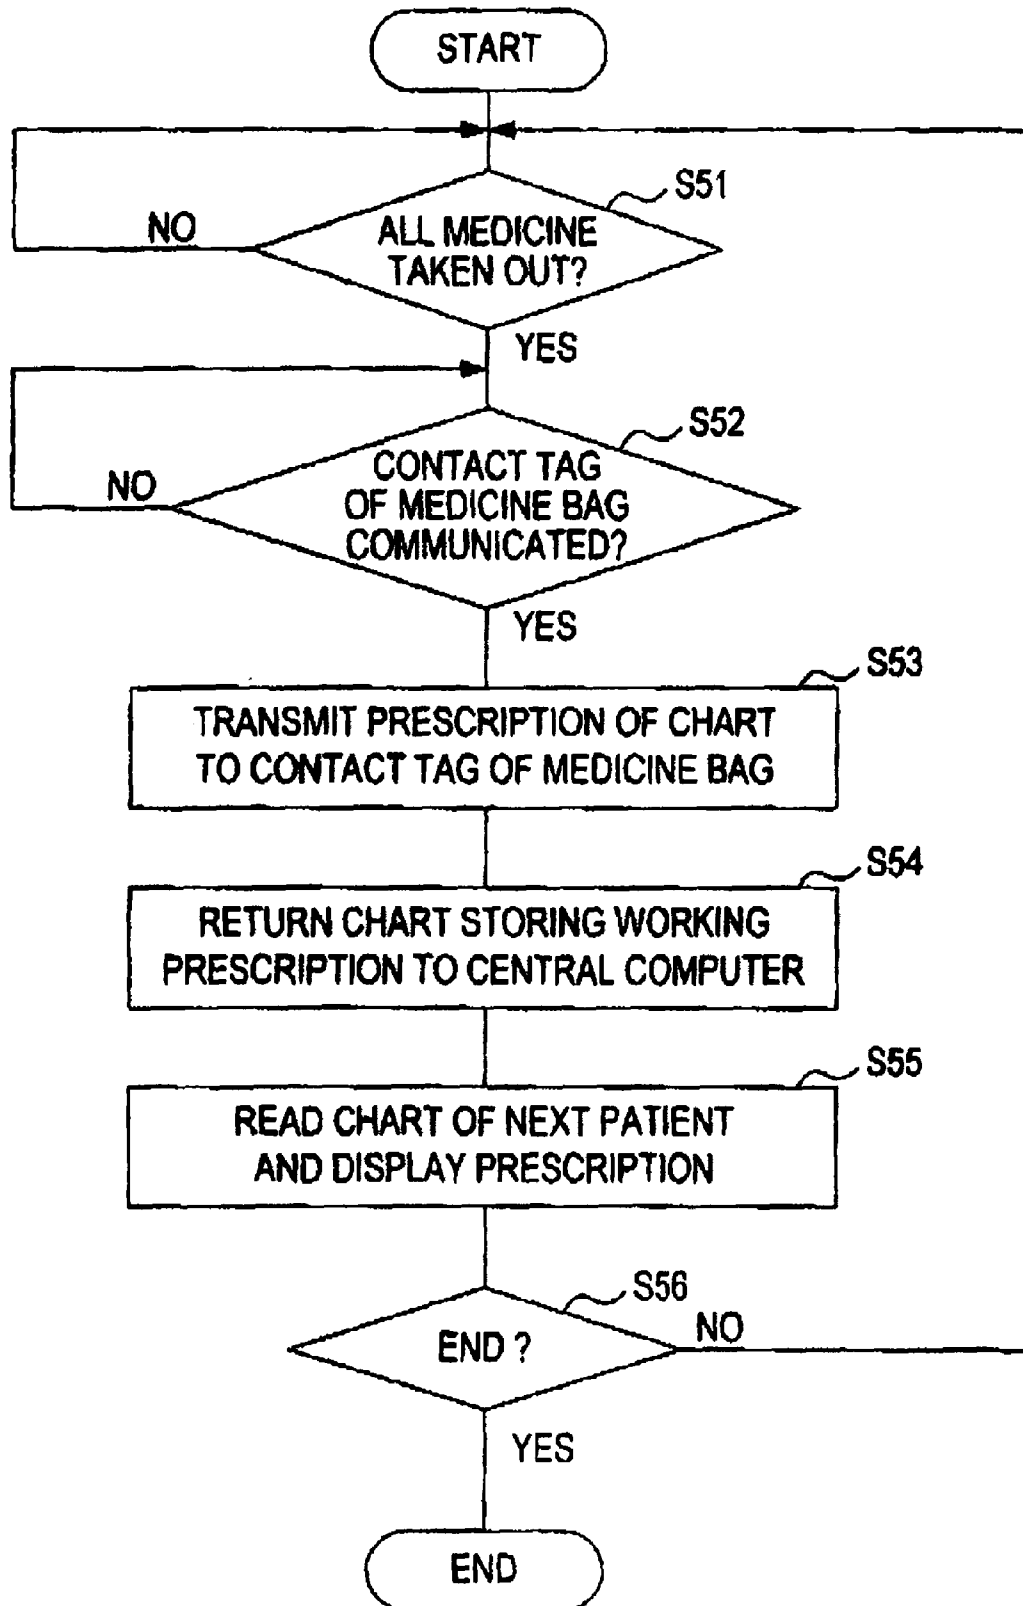 START
S51
ALL MEDICINE
TAKEN OUT?
NO
YES
S52
CONTACT TAG
OF MEDICINE BAG
COMMUNICATED?
NO
YES
S53
TRANSMIT PRESCRIPTION OF CHART
TO CONTACT TAG OF MEDICINE BAG
S54
RETURN CHART STORING WORKING
PRESCRIPTION TO CENTRAL COMPUTER
S55
READ CHART OF NEXT PATIENT
AND DISPLAY PRESCRIPTION
S56
END ?
NO
YES
END